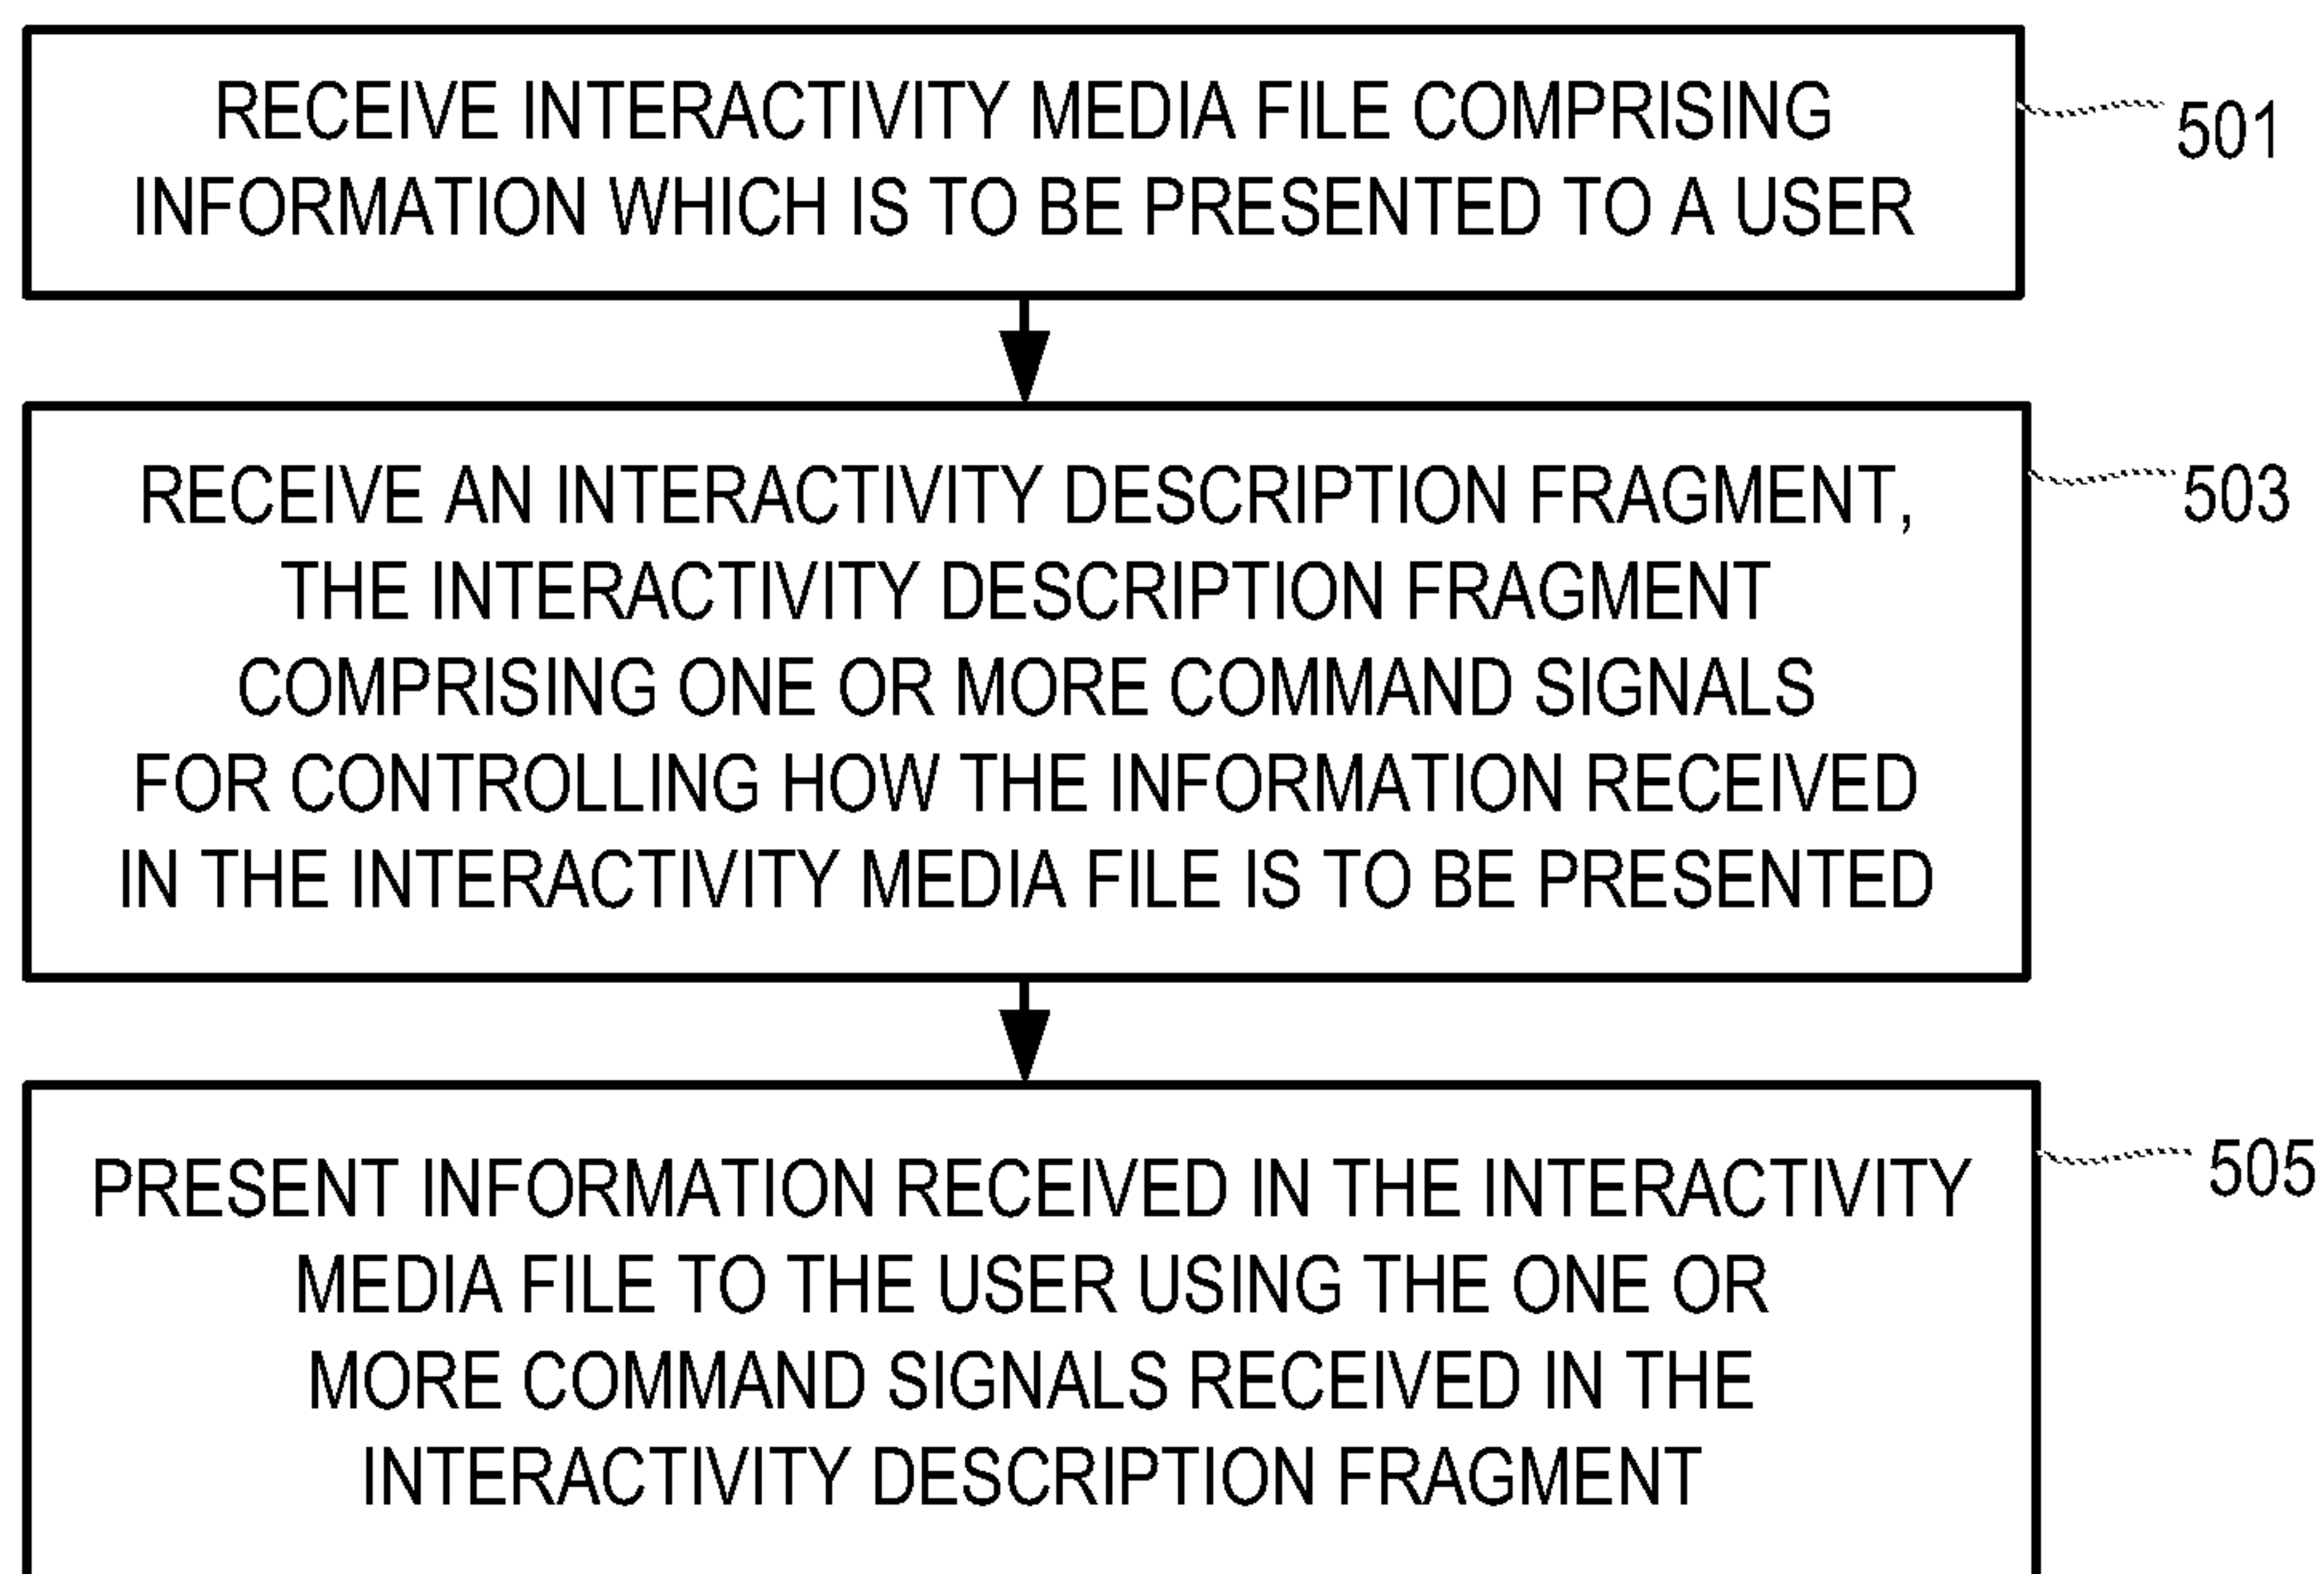 RECEIVE INTERACTIVITY MEDIA FILE COMPRISING
INFORMATION WHICH IS TO BE PRESENTED TO A USER
501
RECEIVE AN INTERACTIVITY DESCRIPTION FRAGMENT,
THE INTERACTIVITY DESCRIPTION FRAGMENT
COMPRISING ONE OR MORE COMMAND SIGNALS
FOR CONTROLLING HOW THE INFORMATION RECEIVED
IN THE INTERACTIVITY MEDIA FILE IS TO BE PRESENTED
503
PRESENT INFORMATION RECEIVED IN THE INTERACTIVITY
MEDIA FILE TO THE USER USING THE ONE OR
MORE COMMAND SIGNALS RECEIVED IN THE
INTERACTIVITY DESCRIPTION FRAGMENT
505